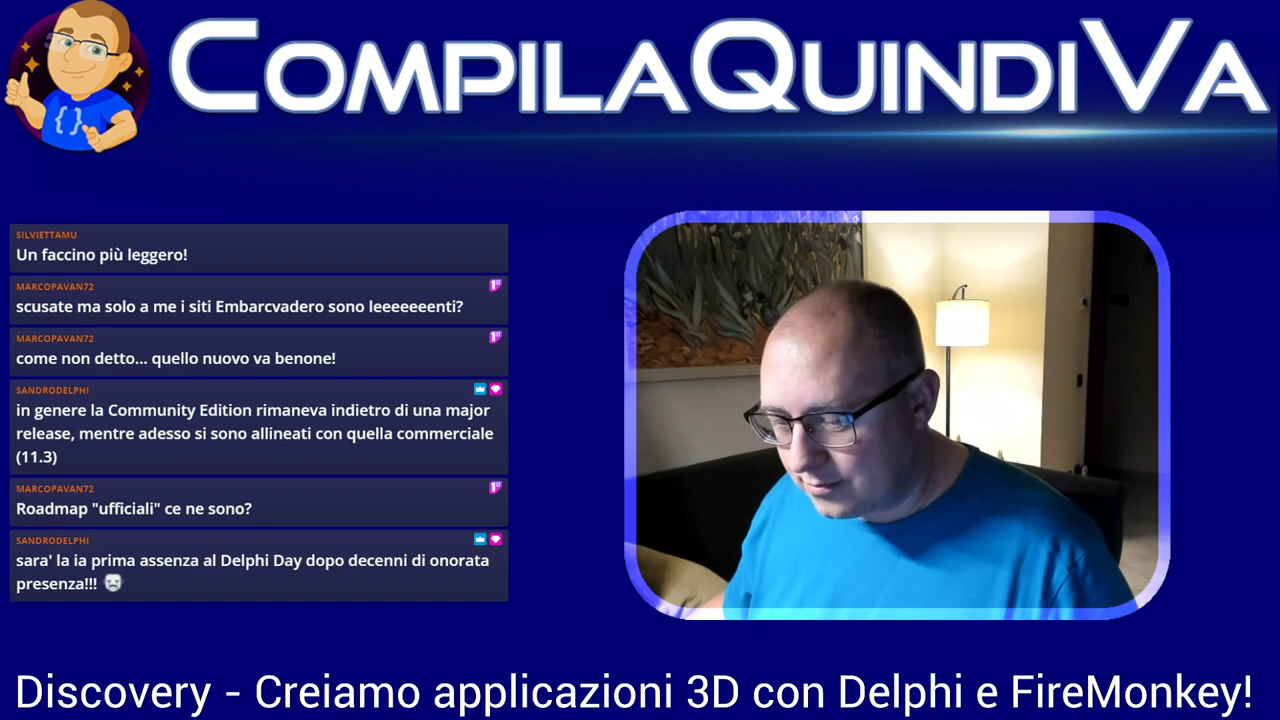 COMPILAQUINDIVA
{ }
SILVIETTAMU
Un faccino più leggero!
MARCOPAVAN72
scusate ma solo a me i siti Embarcvadero sono leeeeeeenti?
MARCOPAVAN72
come non detto... quello nuovo va benone!
SANDRODELPHI
in genere la Community Edition rimaneva indietro di una major
release, mentre adesso si sono allineati con quella commerciale
(11.3)
MARCOPAVAN72
Roadmap "ufficiali" ce ne sono?
SANDRODELPHI
sara' la ia prima assenza al Delphi Day dopo decenni di onorata
presenza!!!
Discovery - Creiamo applicazioni 3D con Delphi e FireMonkey!